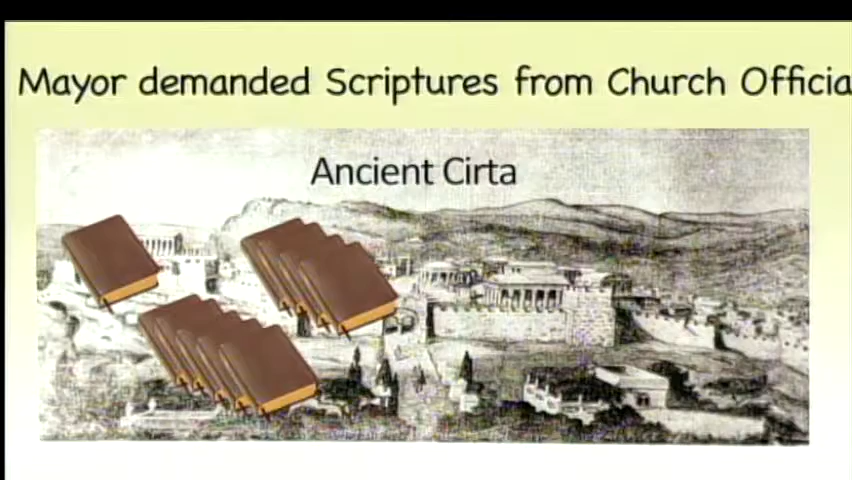 Mayor demanded Scriptures from Church Officia
Ancient Cirta